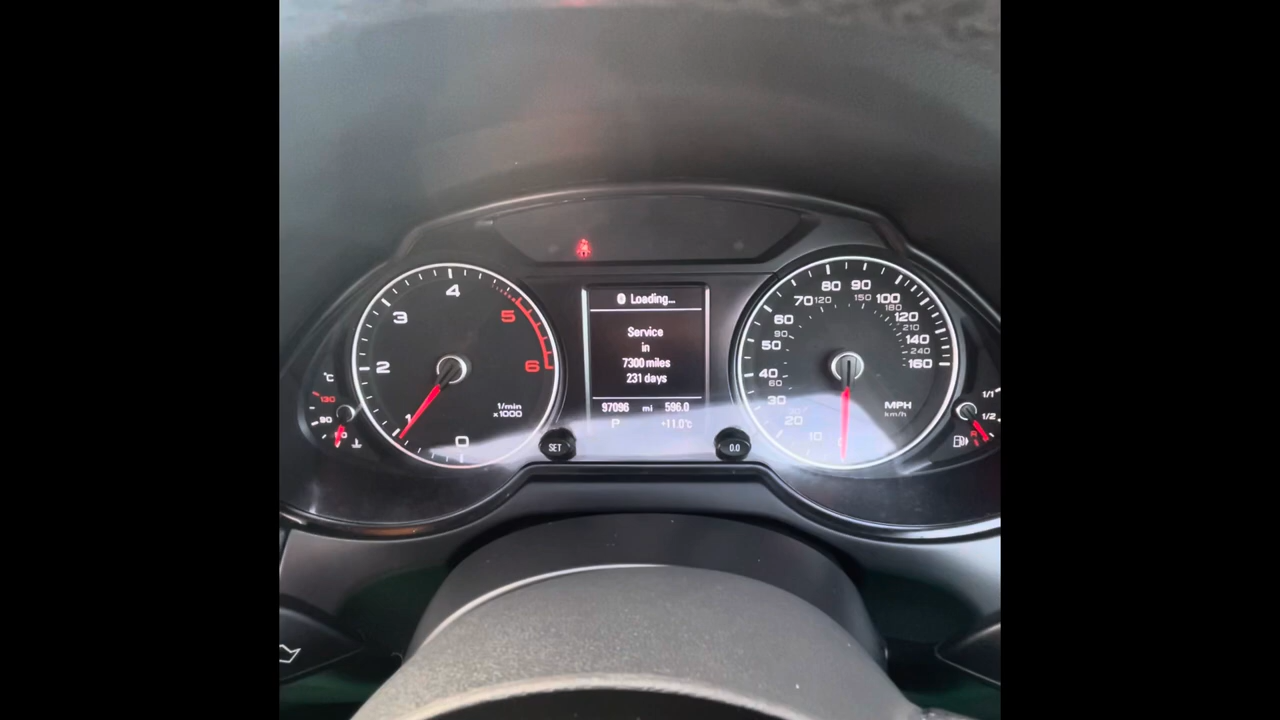 Loading...
Service
in
7300 miles
231 days
97096 mi 596.0
P +11.0°C
SET
0.0
0
1
2
3
4
5
6
1/min
x1000
°C
130
90
10
20
30
40
50
60
70
80
90
100
120
140
160
60
90
120
150
180
210
240
MPH
km/h
1/1
1/2
R